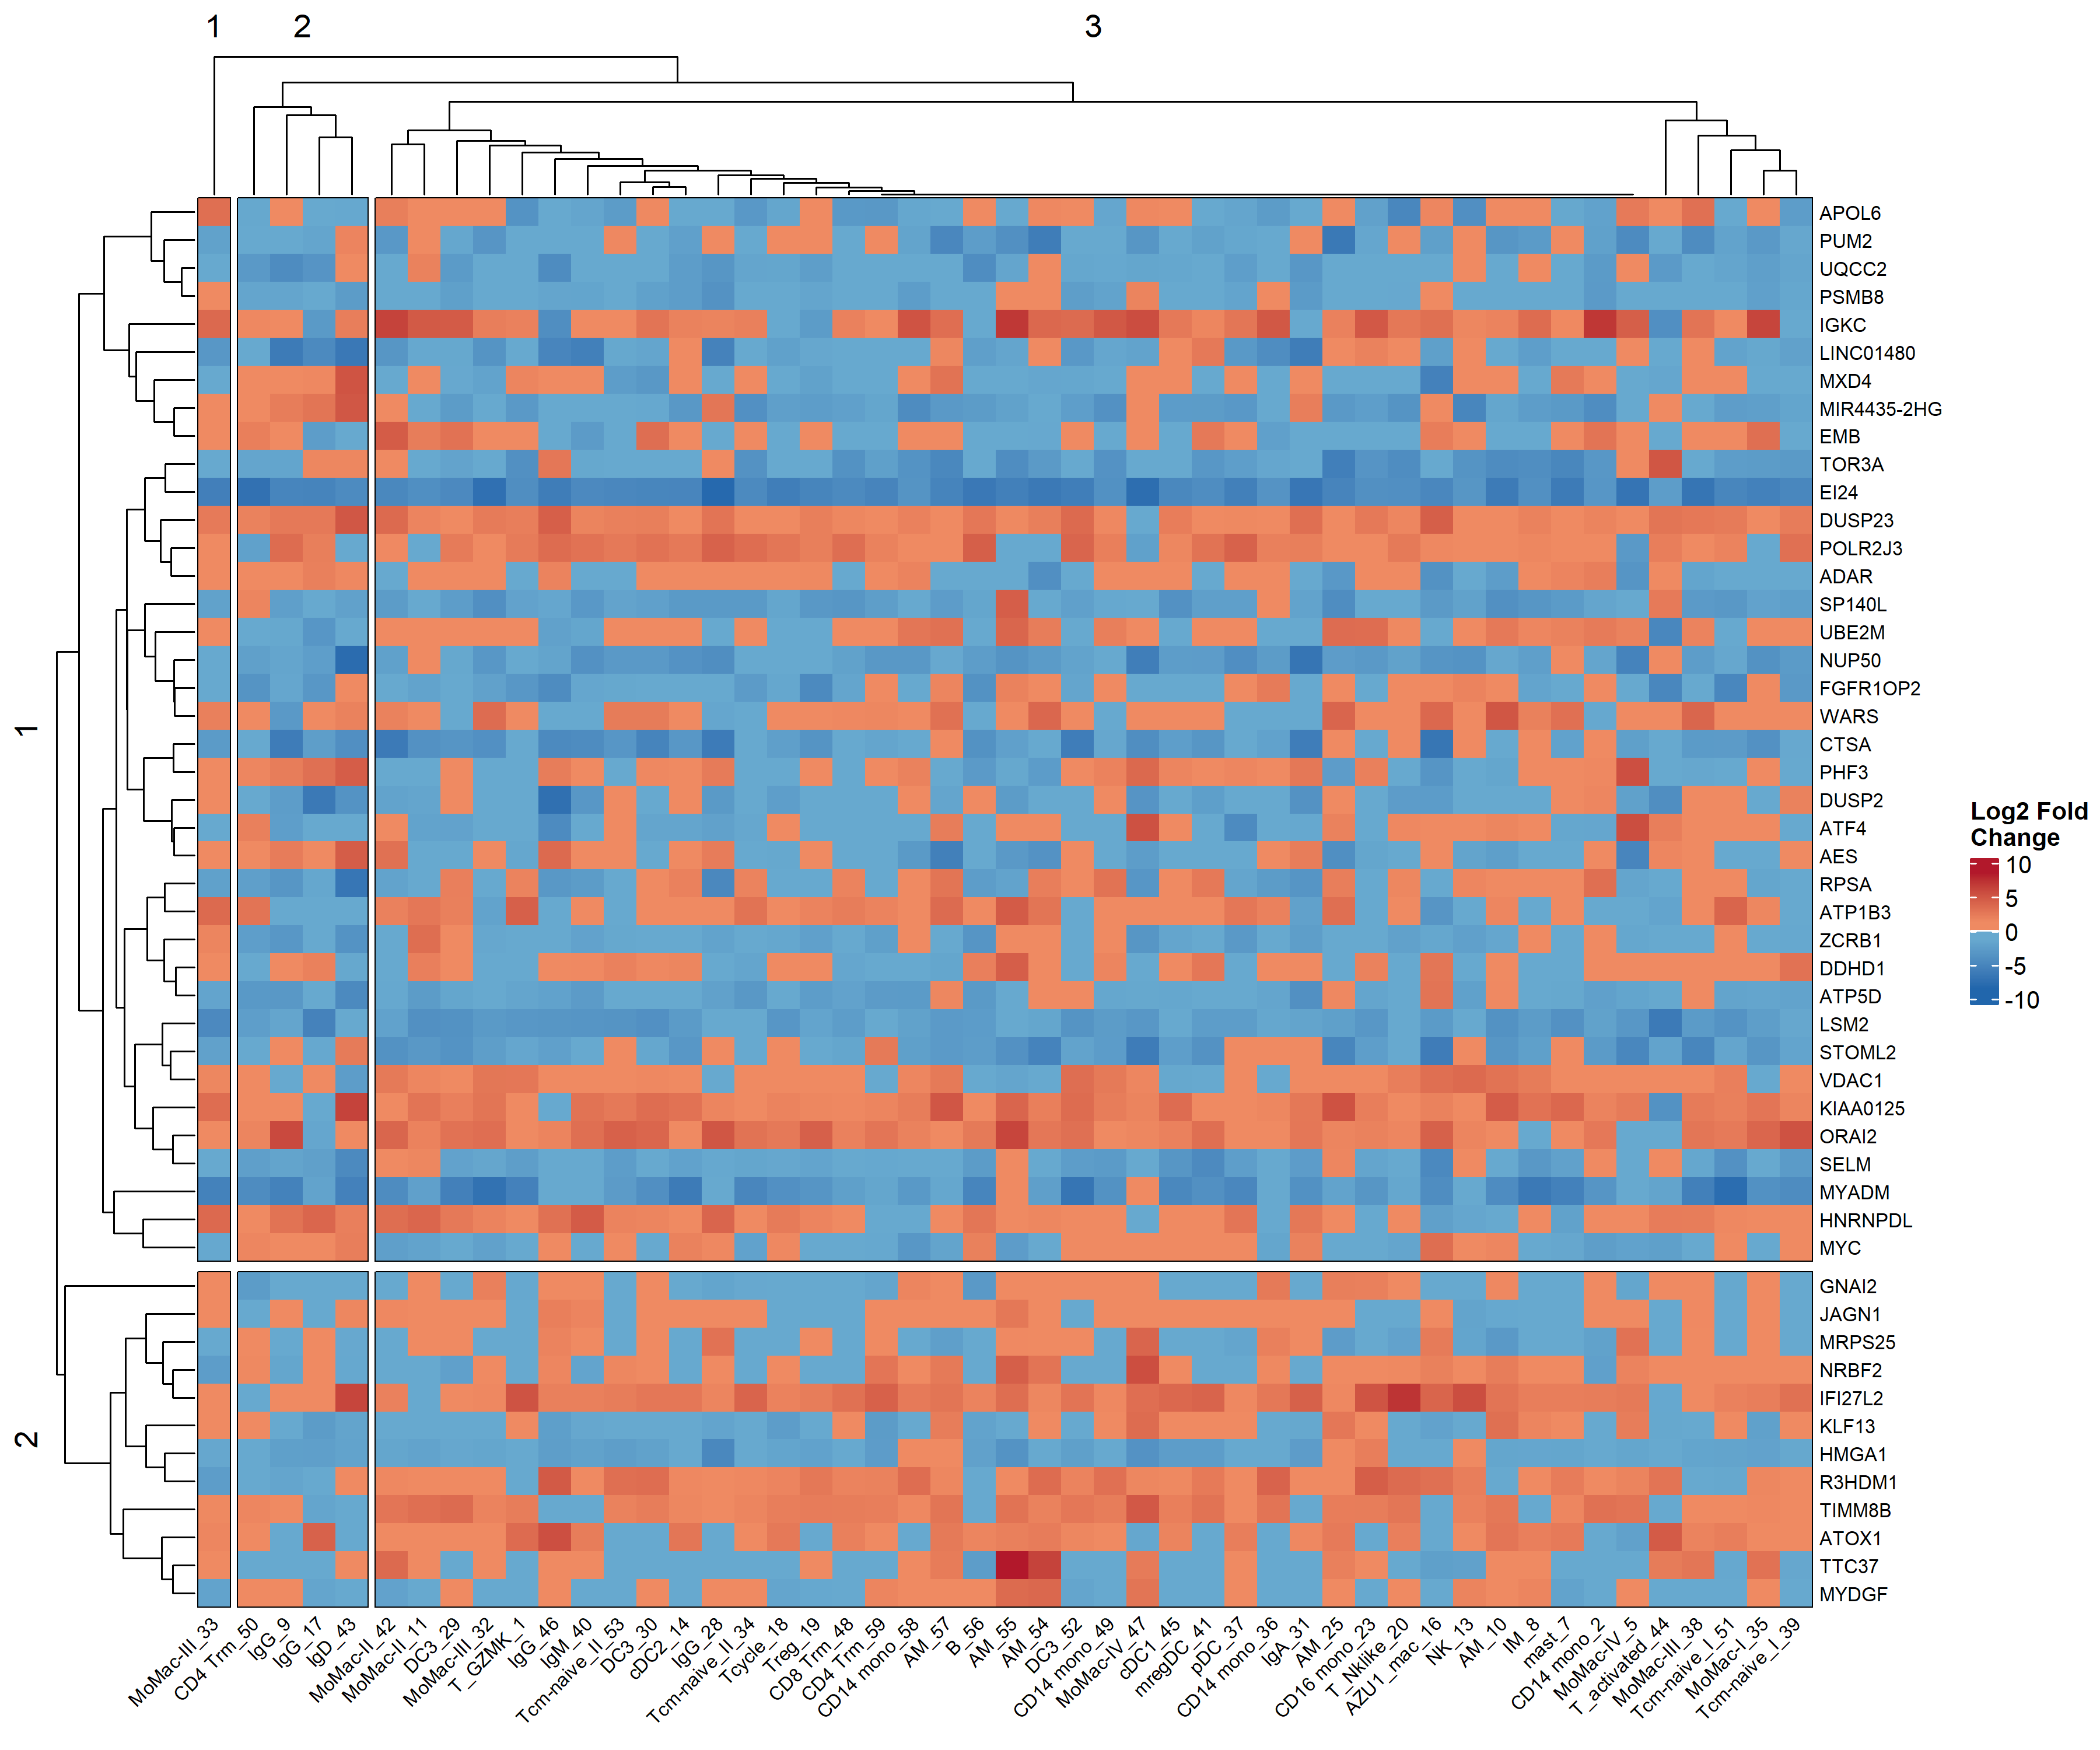 1
2
3
1
2
APOL6
PUM2
UQCC2
PSMB8
IGKC
LINC01480
MXD4
MIR4435-2HG
EMB
TOR3A
EI24
DUSP23
POLR2J3
ADAR
SP140L
UBE2M
NUP50
FGFR1OP2
WARS
CTSA
PHF3
DUSP2
ATF4
AES
RPSA
ATP1B3
ZCRB1
DDHD1
ATP5D
LSM2
STOML2
VDAC1
KIAA0125
ORAI2
SELM
MYADM
HNRNPDL
MYC
GNAI2
JAGN1
MRPS25
NRBF2
IFI27L2
KLF13
HMGA1
R3HDM1
TIMM8B
ATOX1
TTC37
MYDGF
MoMac-III_33
CD4 Trm_50
IgG_9
IgG_17
IgD_43
MoMac-II_42
MoMac-II_11
DC3_29
MoMac-III_32
T_GZMK_1
IgG_46
IgM_40
Tcm-naive_II_53
DC3_30
cDC2_14
IgG_28
Tcm-naive_II_34
Tcycle_18
Treg_19
CD8 Trm_48
CD4 Trm_59
CD14 mono_58
AM_57
B_56
AM_55
AM_54
DC3_52
CD14 mono_49
MoMac-IV_47
cDC1_45
mregDC_41
pDC_37
CD14 mono_36
IgA_31
AM_25
CD16 mono_23
T_Nklike_20
AZU1_mac_16
NK_13
AM_10
IM_8
mast_7
CD14 mono_2
MoMac-IV_5
T_activated_44
MoMac-III_38
Tcm-naive_I_51
MoMac-I_35
Tcm-naive_I_39
Log2 Fold
Change
10
5
0
-5
-10